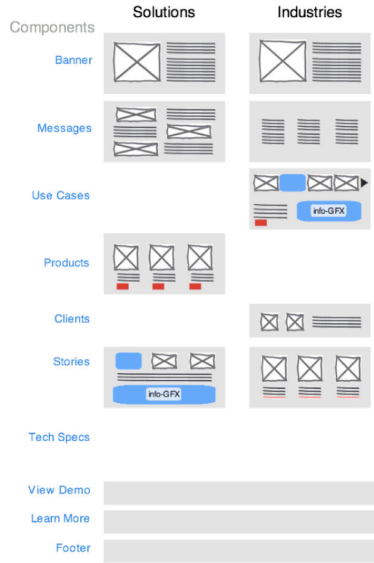 Solutions Industries
Components
Banner
Messages
Use Cases
info-GFX
Products
Clients
Stories
info-GFX
Tech Specs
View Demo
Learn More
Footer